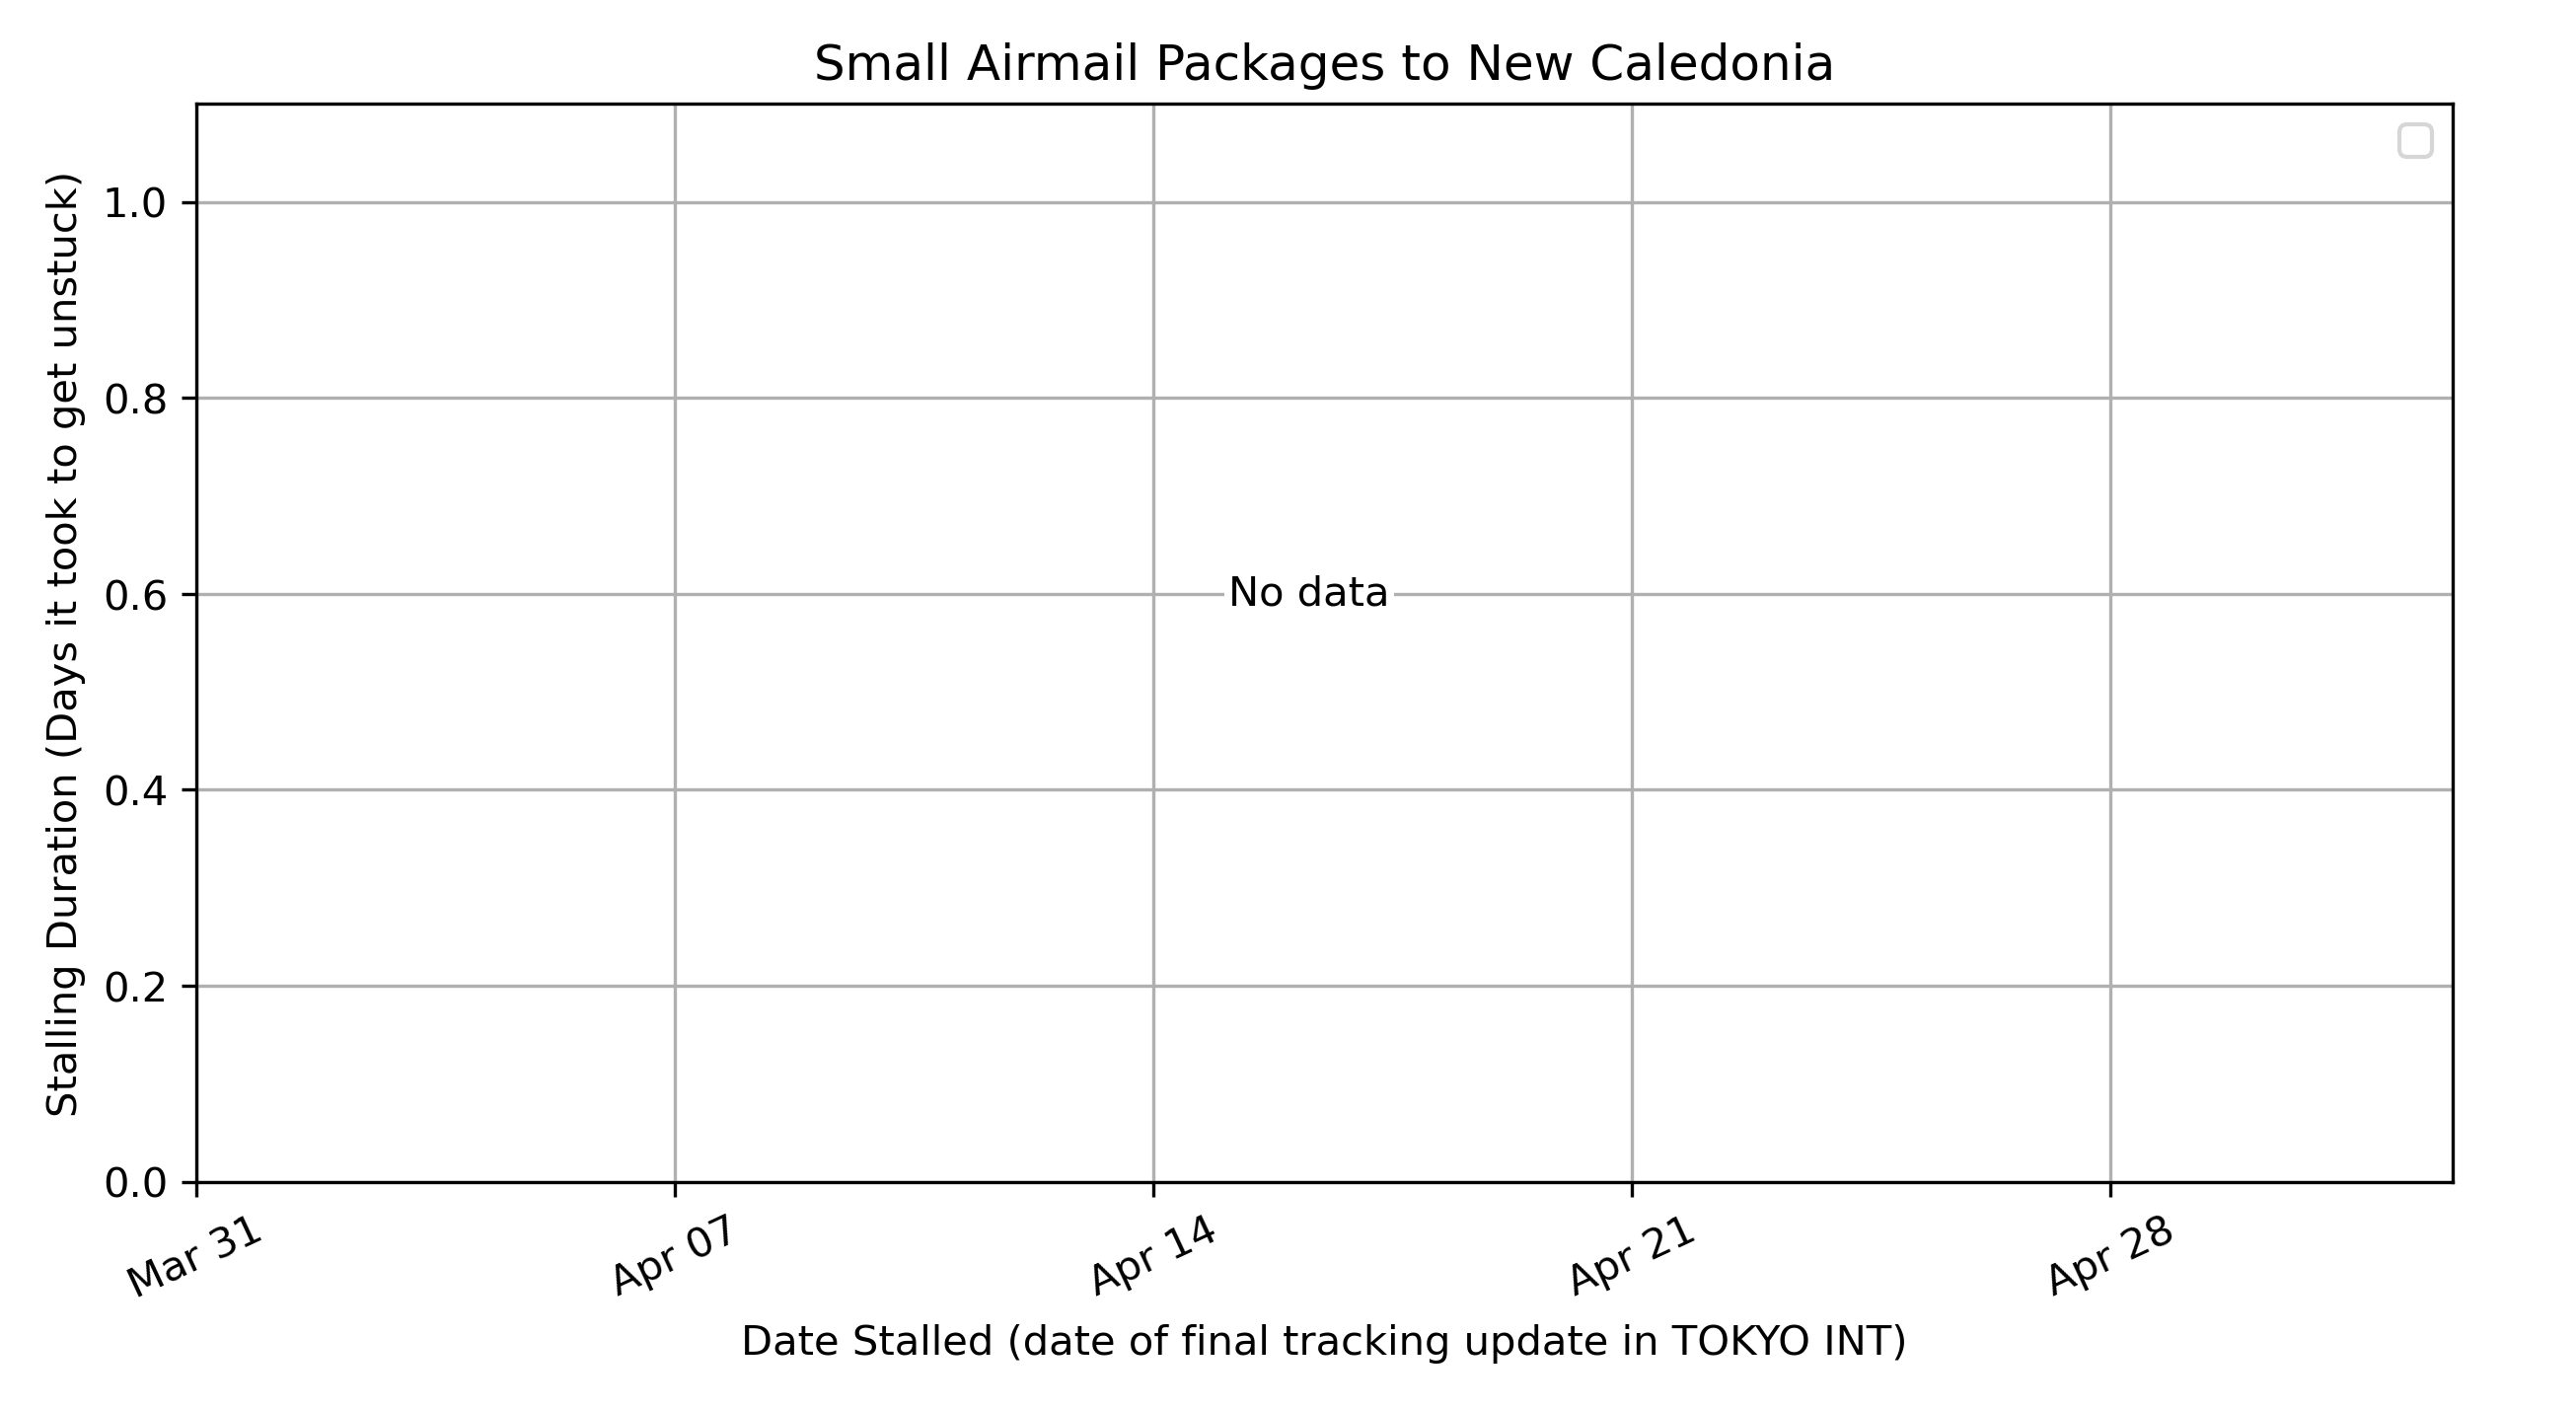 Small Airmail Packages to New Caledonia
Stalling Duration (Days it took to get unstuck)
1.0
0.8
0.6
0.4
0.2
0.0
No data
Mar 31
Apr 07
Apr 14
Apr 21
Apr 28
Date Stalled (date of final tracking update in TOKYO INT)